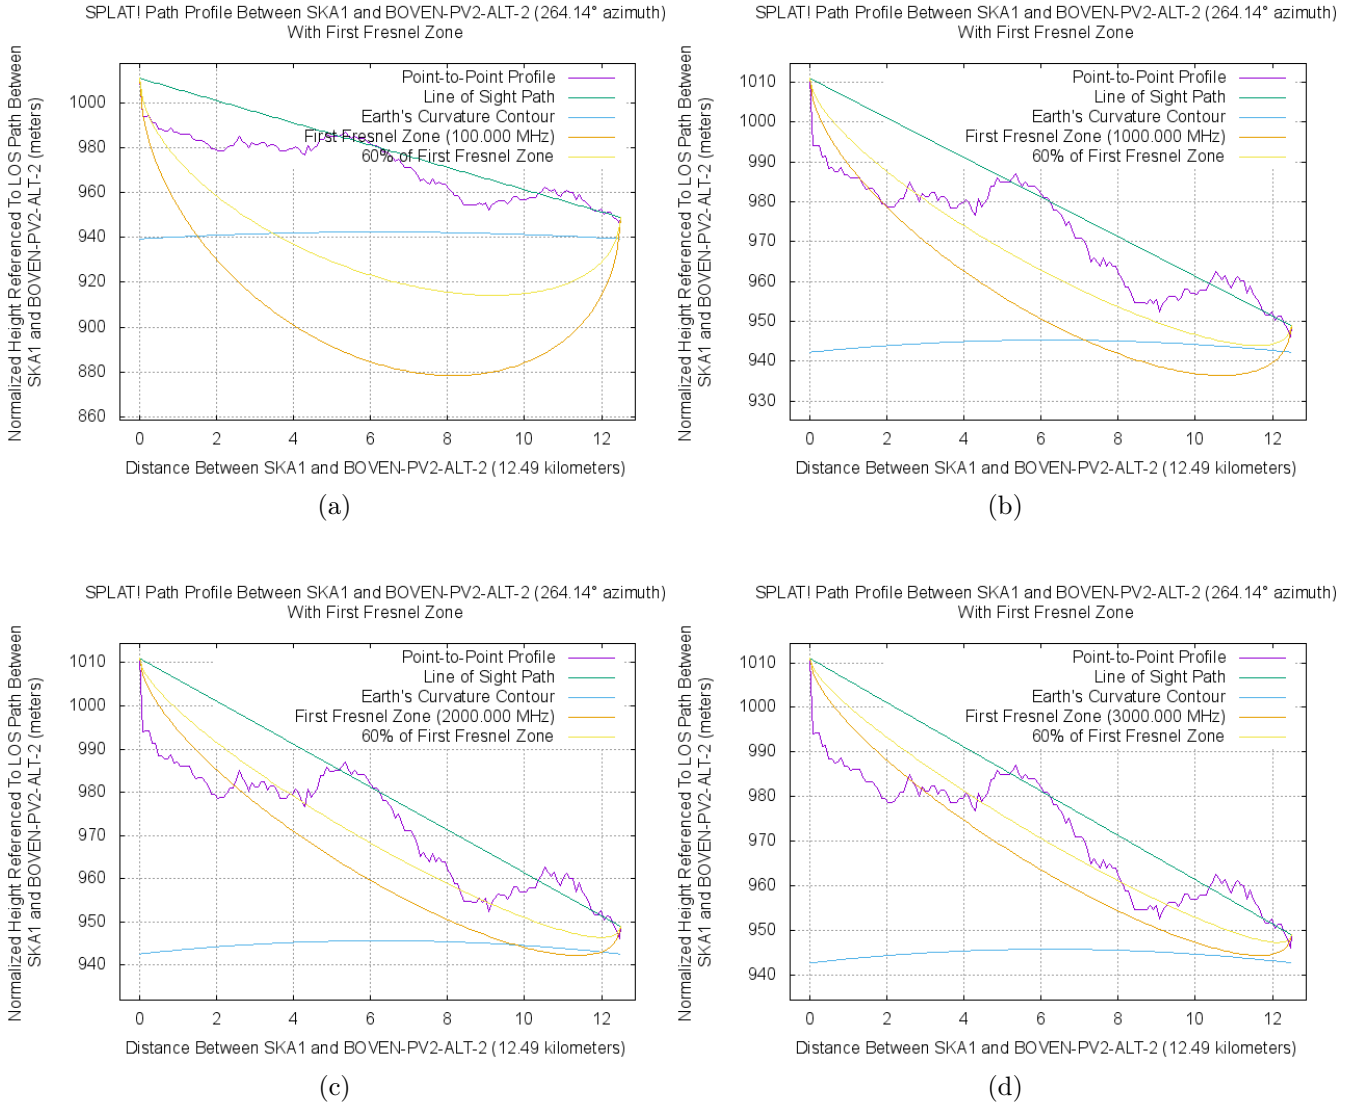 SPLAT! Path Profile Between SKA1 and BOVEN-PV2-ALT-2 (264.14° azimuth)
With First Fresnel Zone
Normalized Height Referenced To LOS Path Between
SKA1 and BOVEN-PV2-ALT-2 (meters)
Point-to-Point Profile
Line of Sight Path
Earth's Curvature Contour
First Fresnel Zone (100.000 MHz)
60% of First Fresnel Zone
1000
980
960
940
920
900
880
860
0 2 4 6 8 10 12
Distance Between SKA1 and BOVEN-PV2-ALT-2 (12.49 kilometers)
(a)
SPLAT! Path Profile Between SKA1 and BOVEN-PV2-ALT-2 (264.14° azimuth)
With First Fresnel Zone
Normalized Height Referenced To LOS Path Between
SKA1 and BOVEN-PV2-ALT-2 (meters)
Point-to-Point Profile
Line of Sight Path
Earth's Curvature Contour
First Fresnel Zone (1000.000 MHz)
60% of First Fresnel Zone
1010
1000
990
980
970
960
950
940
930
0 2 4 6 8 10 12
Distance Between SKA1 and BOVEN-PV2-ALT-2 (12.49 kilometers)
(b)
SPLAT! Path Profile Between SKA1 and BOVEN-PV2-ALT-2 (264.14° azimuth)
With First Fresnel Zone
Normalized Height Referenced To LOS Path Between
SKA1 and BOVEN-PV2-ALT-2 (meters)
Point-to-Point Profile
Line of Sight Path
Earth's Curvature Contour
First Fresnel Zone (2000.000 MHz)
60% of First Fresnel Zone
1010
1000
990
980
970
960
950
940
0 2 4 6 8 10 12
Distance Between SKA1 and BOVEN-PV2-ALT-2 (12.49 kilometers)
(c)
SPLAT! Path Profile Between SKA1 and BOVEN-PV2-ALT-2 (264.14° azimuth)
With First Fresnel Zone
Normalized Height Referenced To LOS Path Between
SKA1 and BOVEN-PV2-ALT-2 (meters)
Point-to-Point Profile
Line of Sight Path
Earth's Curvature Contour
First Fresnel Zone (3000.000 MHz)
60% of First Fresnel Zone
1010
1000
990
980
970
960
950
940
0 2 4 6 8 10 12
Distance Between SKA1 and BOVEN-PV2-ALT-2 (12.49 kilometers)
(d)